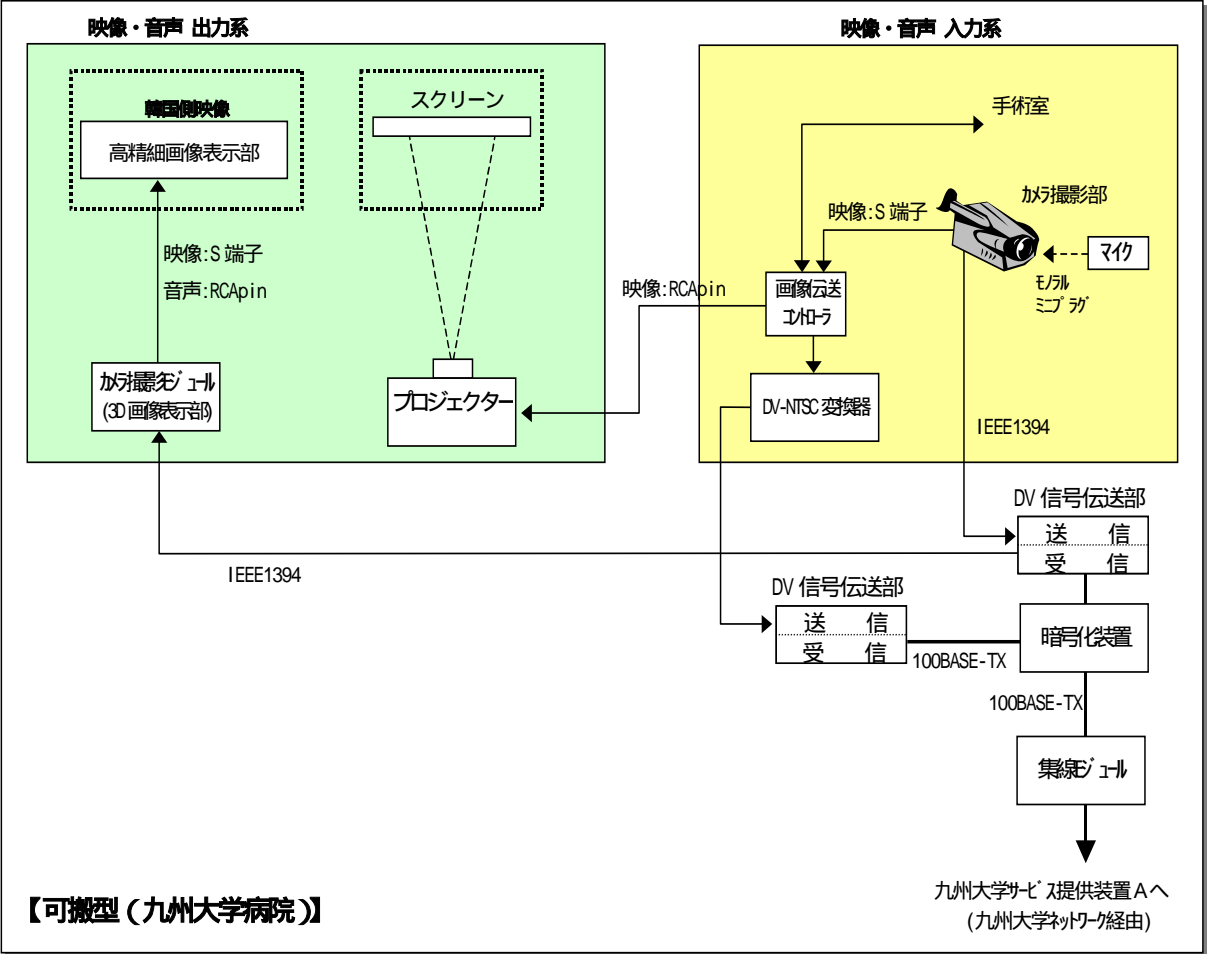 映像・音声 出力系
韓国側映像
高精細画像表示部
スクリーン
映像:S 端子
音声:RCApin
カメラ撮影モジュール
(3D 画像表示部)
プロジェクター
映像・音声 入力系
手術室
カメラ撮影部
映像:S 端子
マイク
モノラル
ミニプラグ
映像:RCApin
画像伝送
コントローラ
DV-NTSC 変換器
IEEE1394
DV 信号伝送部
送 信
受 信
IEEE1394
DV 信号伝送部
送 信
受 信
100BASE-TX
暗号化装置
100BASE-TX
集線モジュール
九州大学サービス提供装置Aへ
(九州大学ネットワーク経由)
【可搬型(九州大学病院)】